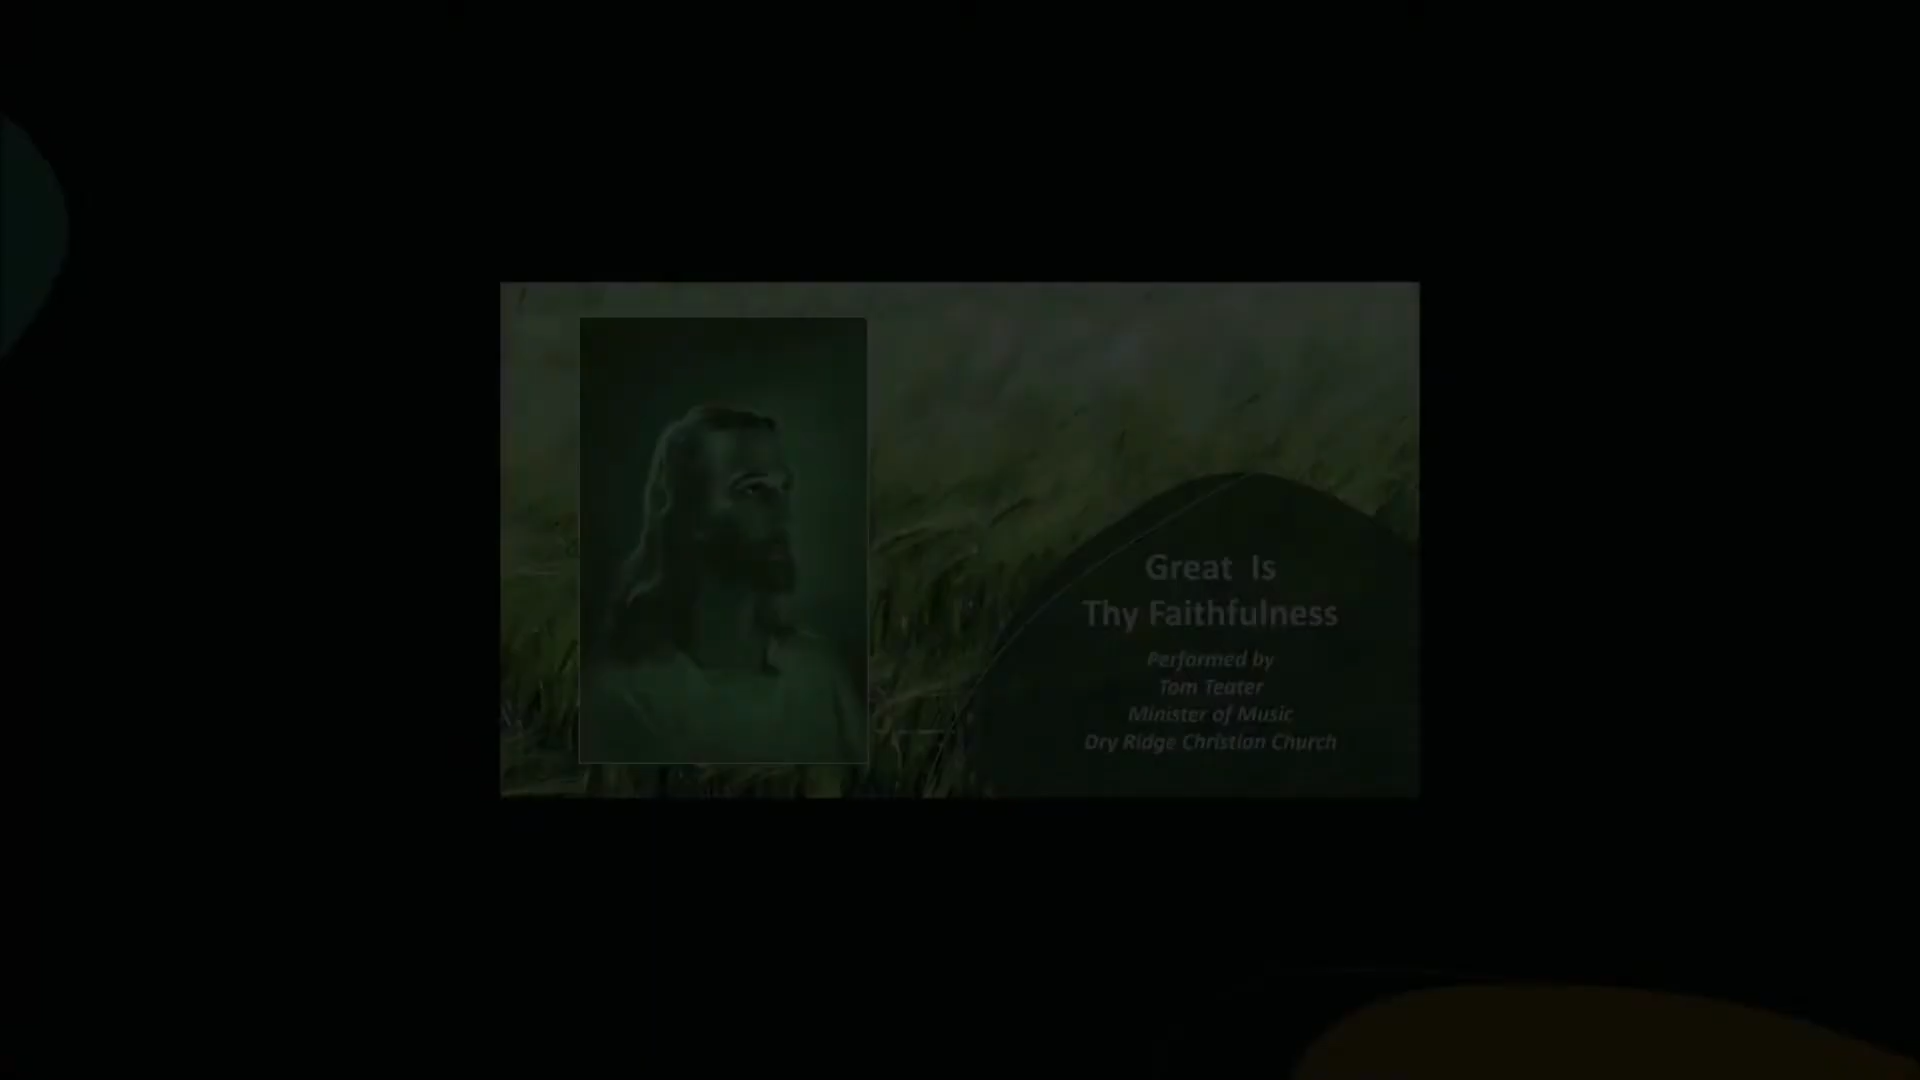 Great Is
Thy Faithfulness
Performed by
Tom Teater
Minister of Music
Dry Ridge Christian Church